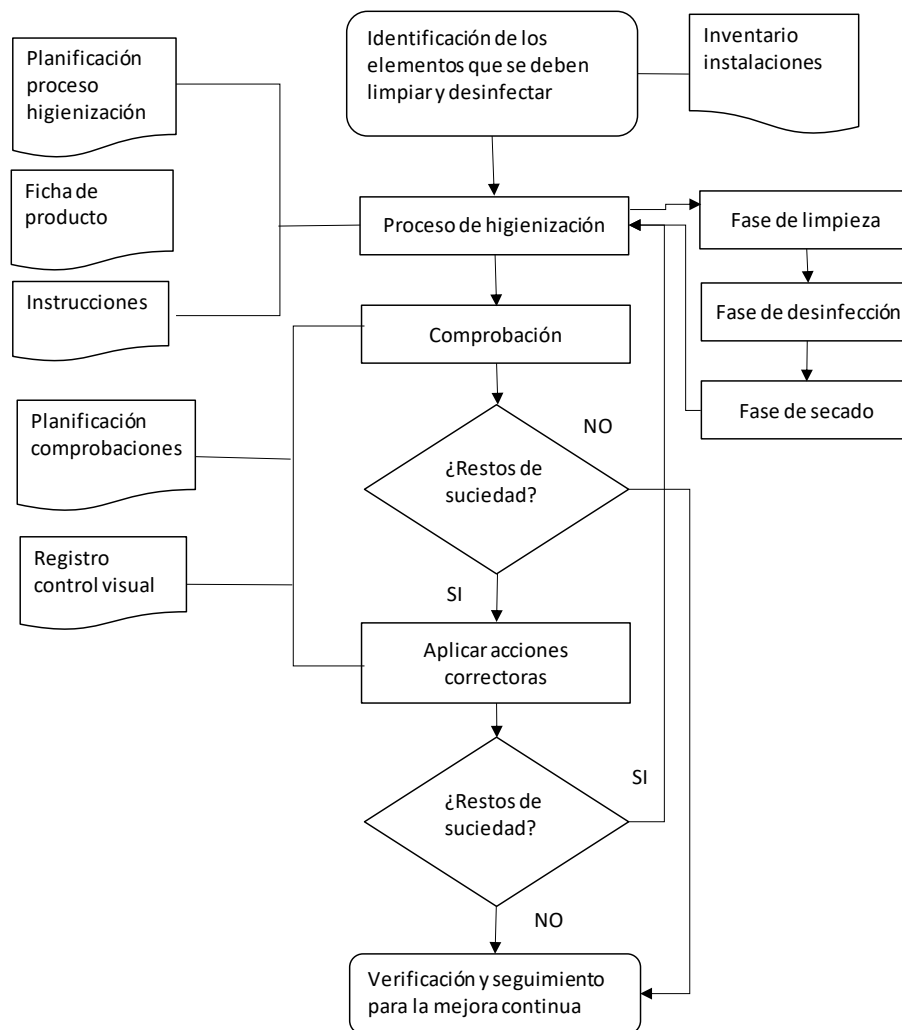 Planificación
proceso
higienización
Identificación de los
elementos que se deben
limpiar y desinfectar
Inventario
instalaciones
Ficha de
producto
Proceso de higienización
Fase de limpieza
Instrucciones
Comprobación
Fase de desinfección
Planificación
comprobaciones
NO
Fase de secado
¿Restos de
suciedad?
Registro
control visual
SI
Aplicar acciones
correctoras
¿Restos de
suciedad?
SI
NO
Verificación y seguimiento
para la mejora continua